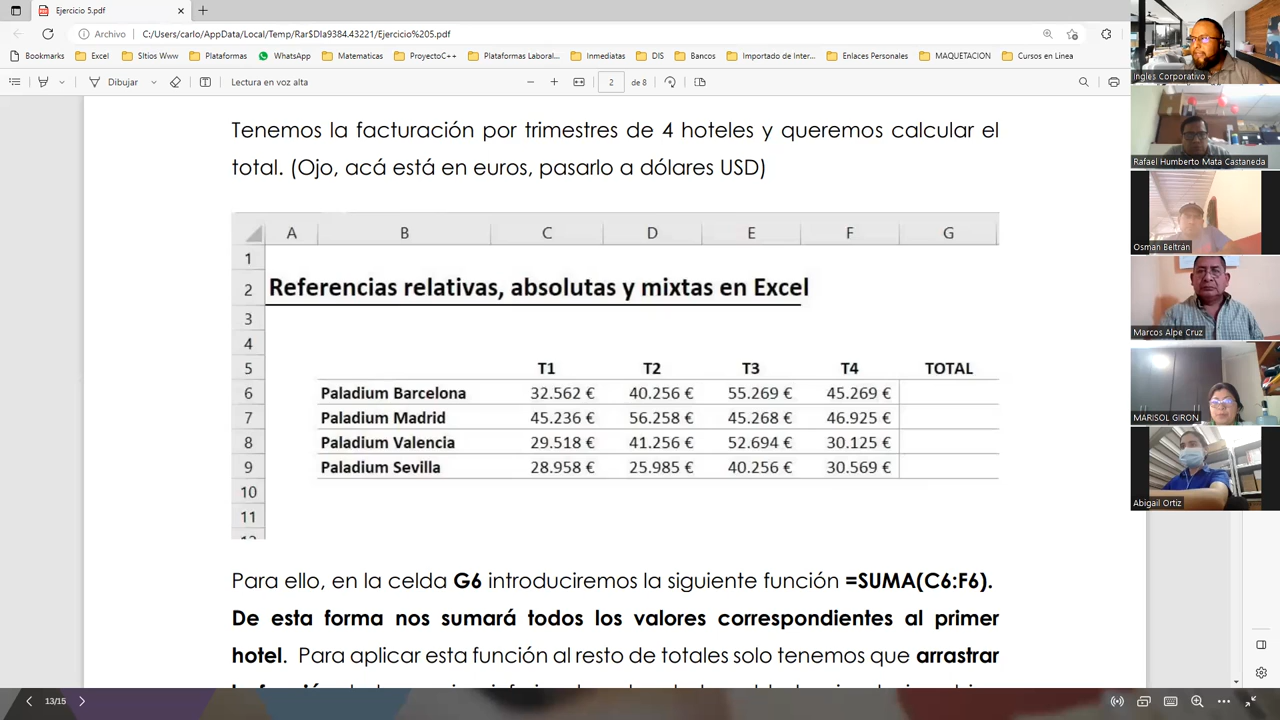 Ejercicio 5.pdf
Archivo C:/Users/carlo/AppData/Local/Temp/Rar$DIa9384.43221/Ejercicio%205.pdf
Bookmarks Excel SItios Www Plataformas WhatsApp Matematicas ProyectoCe... Plataformas Laboral... Inmediatas DIS Bancos Importado de Inter... Enlaces Personales MAQUETACION Cursos en Linea
Dibujar Lectura en voz alta 2 de 8
Tenemos la facturación por trimestres de 4 hoteles y queremos calcular el
total. (Ojo, acá está en euros, pasarlo a dólares USD)
A B C D E F G
1
2 Referencias relativas, absolutas y mixtas en Excel
3
4
5 T1 T2 T3 T4 TOTAL
6 Paladium Barcelona 32.562 € 40.256 € 55.269 € 45.269 €
7 Paladium Madrid 45.236 € 56.258 € 45.268 € 46.925 €
8 Paladium Valencia 29.518 € 41.256 € 52.694 € 30.125 €
9 Paladium Sevilla 28.958 € 25.985 € 40.256 € 30.569 €
10
11
Para ello, en la celda G6 introduciremos la siguiente función =SUMA(C6:F6).
De esta forma nos sumará todos los valores correspondientes al primer
hotel. Para aplicar esta función al resto de totales solo tenemos que arrastrar
13/15
Ingles Corporativo -
Rafael Humberto Mata Castaneda
Osman Beltrán
Marcos Alpe Cruz
MARISOL GIRON
Abigail Ortiz